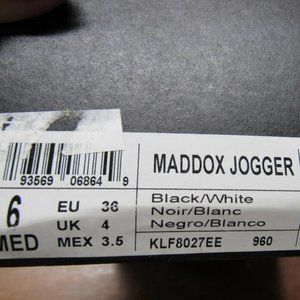 93569 06864 9
MADDOX JOGGER
6 EU 36
UK 4
MED MEX 3.5
Black/White
Noir/Blanc
Negro/Blanco
KLF8027EE 960